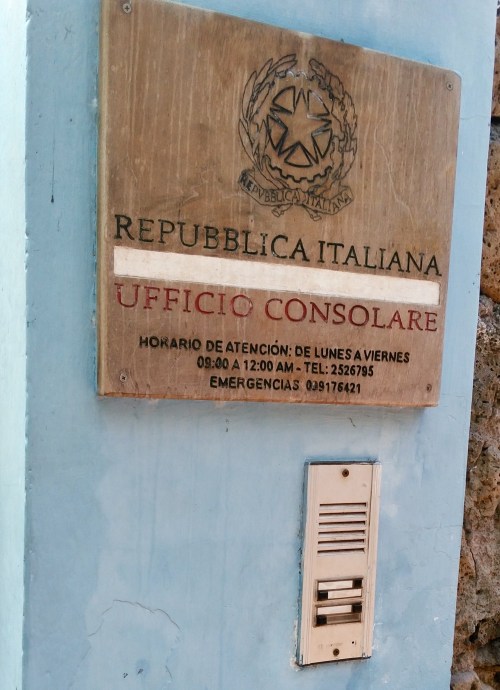 REPVBBLICA ITALIANA
REPUBBLICA ITALIANA
UFFICIO CONSOLARE
HORARIO DE ATENCIÓN: DE LUNES A VIERNES
09:00 A 12:00 AM - TEL: 2526795
EMERGENCIAS 099176421